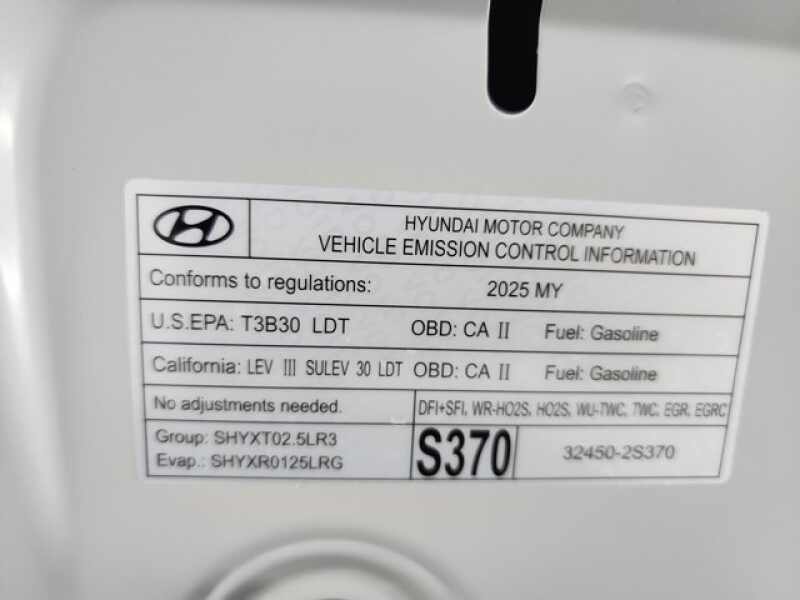 HYUNDAI MOTOR COMPANY
VEHICLE EMISSION CONTROL INFORMATION
Conforms to regulations: 2025 MY
U.S.EPA: T3B30 LDT OBD: CA II Fuel: Gasoline
California: LEV III SULEV 30 LDT OBD: CA II Fuel: Gasoline
No adjustments needed. DFI+SFI, WR-HO2S, HO2S, WU-TWC, TWC, EGR, EGRC
Group: SHYXT02.5LR3
Evap.: SHYXR0125LRG
S370 32450-2S370